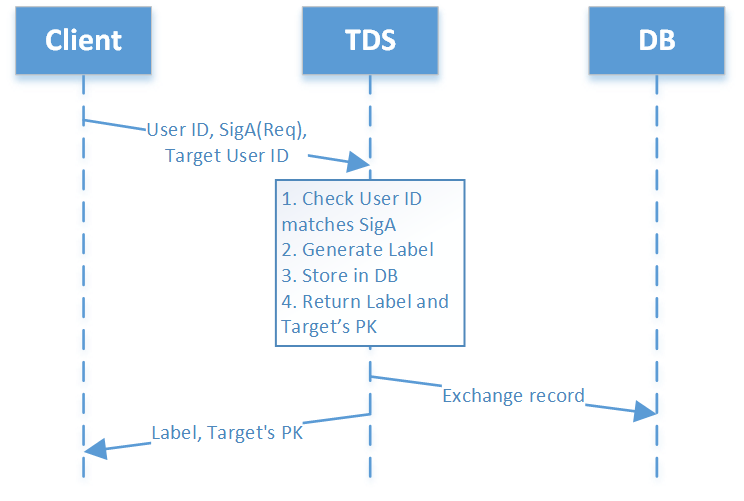 Client
TDS
DB
User ID, SigA(Req),
Target User ID
1. Check User ID
matches SigA
2. Generate Label
3. Store in DB
4. Return Label and
Target’s PK
Exchange record
Label, Target's PK